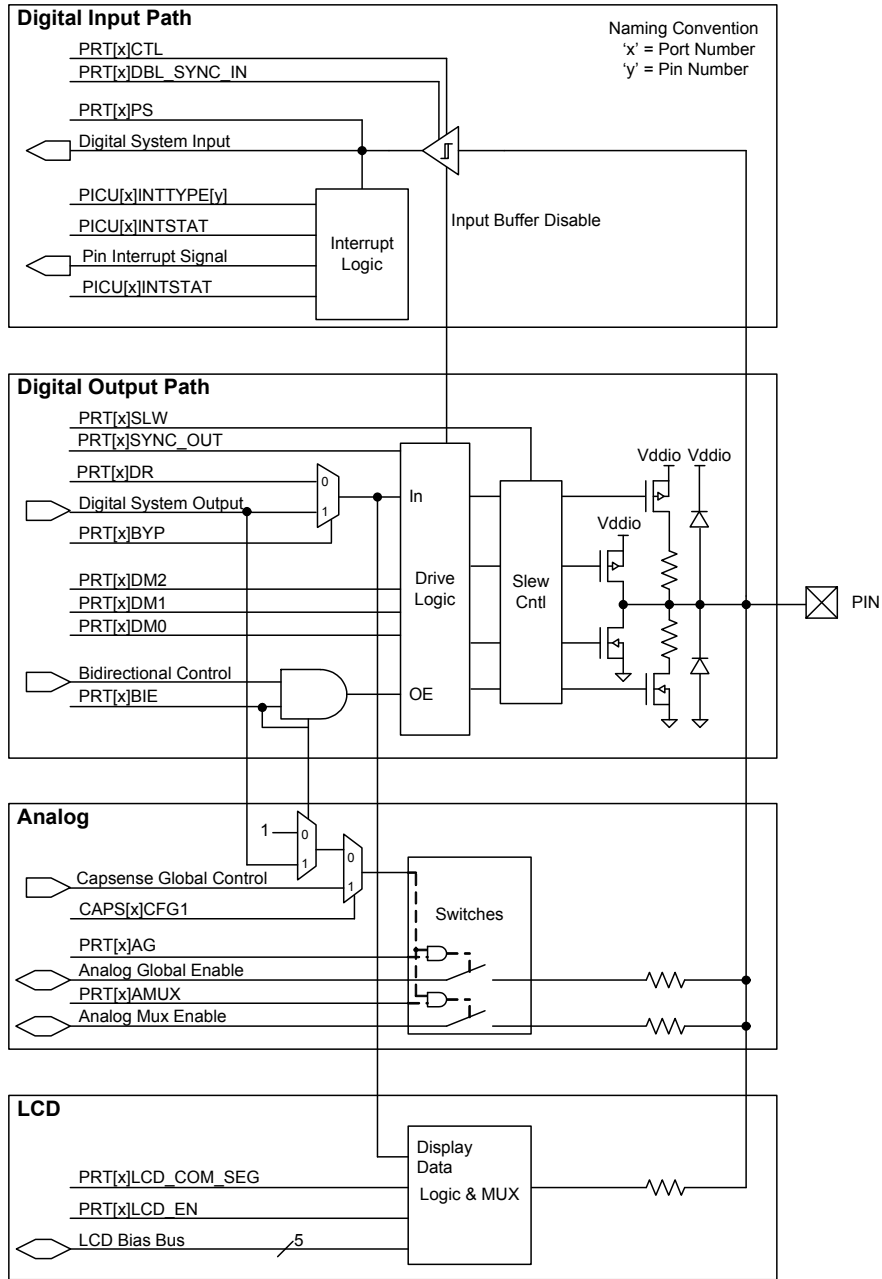 Digital Input Path
Naming Convention
‘x’ = Port Number
‘y’ = Pin Number
PRT[x]CTL
PRT[x]DBL_SYNC_IN
PRT[x]PS
Digital System Input
Input Buffer Disable
PICU[x]INTTYPE[y]
PICU[x]INTSTAT
Pin Interrupt Signal
PICU[x]INTSTAT
Interrupt
Logic
Digital Output Path
PRT[x]SLW
PRT[x]SYNC_OUT
PRT[x]DR
Digital System Output
PRT[x]BYP
0
1
In
Vddio Vddio
Vddio
PRT[x]DM2
PRT[x]DM1
PRT[x]DM0
Drive
Logic
Slew
Cntl
PIN
Bidirectional Control
PRT[x]BIE
OE
Analog
1
0
1
0
1
Capsense Global Control
CAPS[x]CFG1
Switches
PRT[x]AG
Analog Global Enable
PRT[x]AMUX
Analog Mux Enable
LCD
Display
Data
Logic & MUX
PRT[x]LCD_COM_SEG
PRT[x]LCD_EN
LCD Bias Bus
5